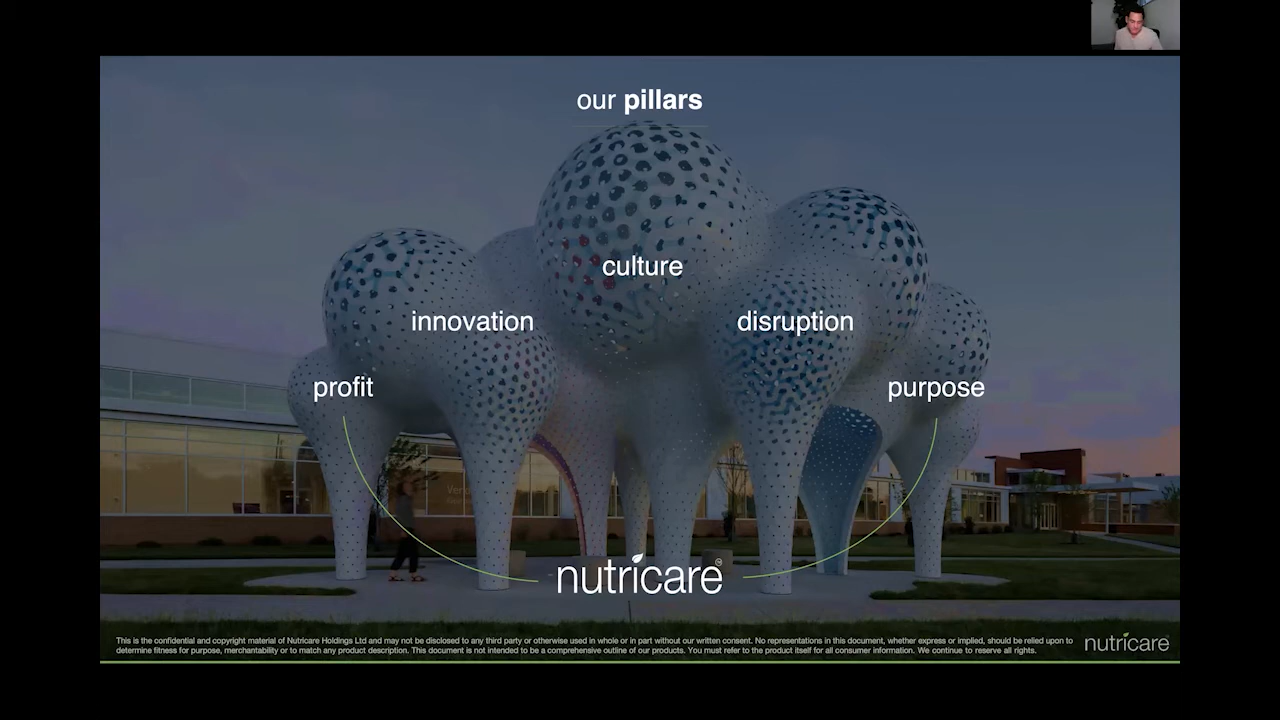 our pillars
culture
innovation
disruption
profit
purpose
nutricare
This is the confidential and copyright material of Nutricare Holdings Ltd and may not be disclosed to any third party or otherwise used in whole or in part without our written consent. No representations in this document, whether express or implied, should be relied upon to
determine fitness for purpose, merchantability or to match any product description. This document is not intended to be a comprehensive outline of our products. You must refer to the product itself for all consumer information. We continue to reserve all rights.
nutricare